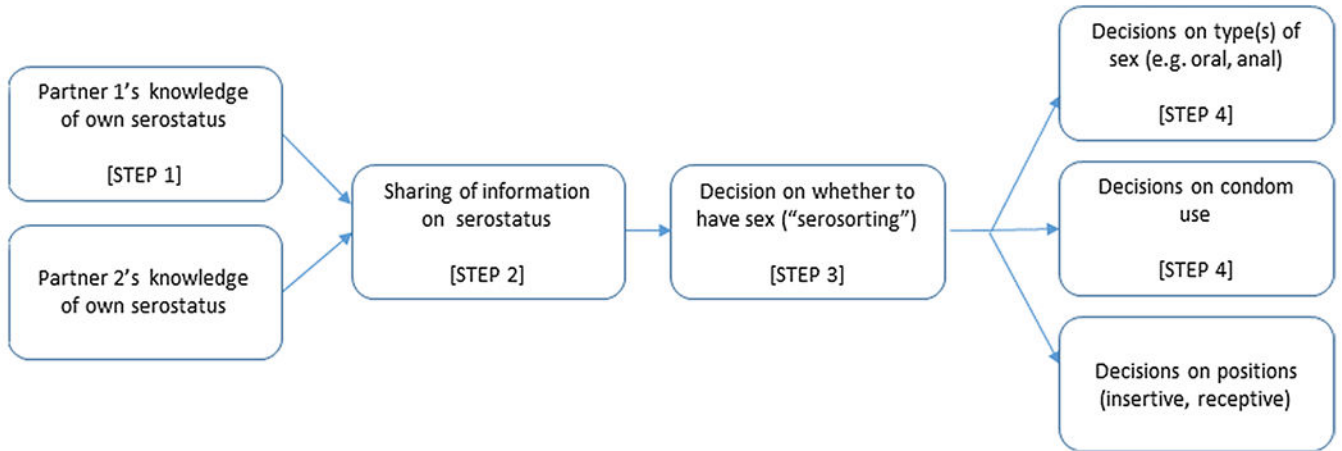 Partner 1's knowledge
of own serostatus
[STEP 1]
Partner 2's knowledge
of own serostatus
Sharing of information
on serostatus
[STEP 2]
Decision on whether to
have sex (“serosorting”)
[STEP 3]
Decisions on type(s) of
sex (e.g. oral, anal)
[STEP 4]
Decisions on condom
use
[STEP 4]
Decisions on positions
(insertive, receptive)